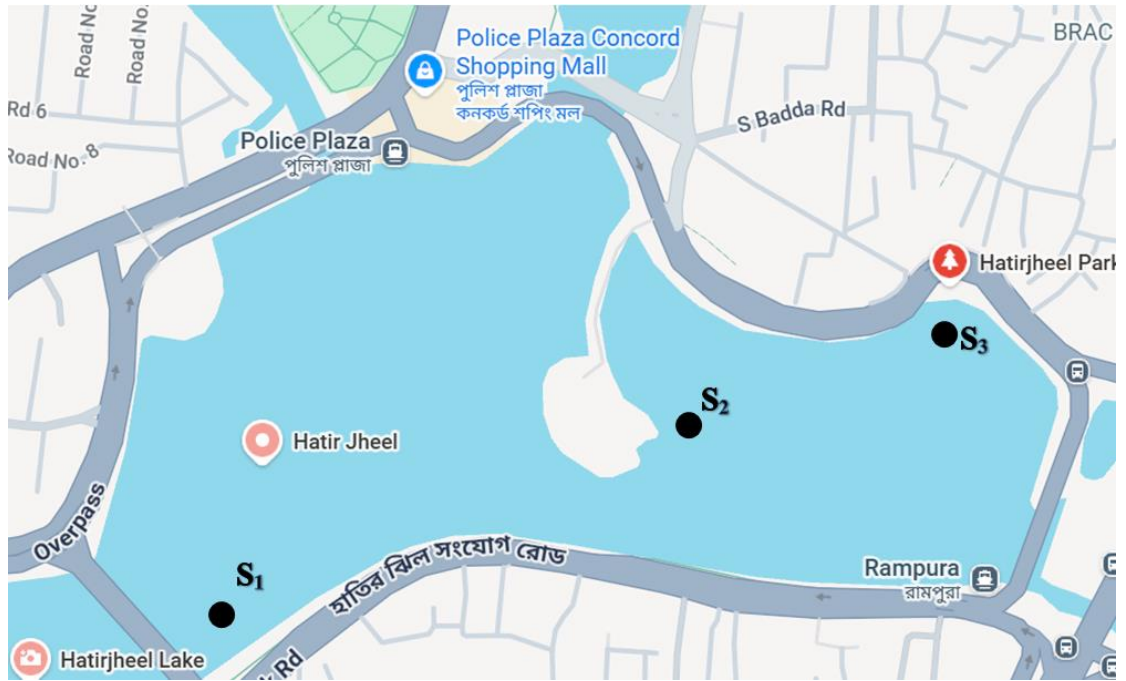 Road No.
Road No.
BRAC
Police Plaza Concord
Shopping Mall
পুলিশ প্লাজা
কনকর্ড শপিং মল
Rd 6
S Badda Rd
Road No. 8
Police Plaza
পুলিশ প্লাজা
Hatirjheel Park
S₃
S₂
Hatir Jheel
Overpass
হাতির ঝিল সংযোগ রোড
S₁
Rampura
রামপুরা
Hatirjheel Lake
k Rd